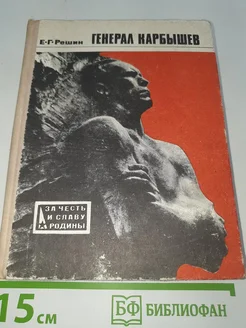 Е·Г·Решин ГЕНЕРАЛ КАРБЫШЕВ
ЗА ЧЕСТЬ
И СЛАВУ
РОДИНЫ
15 см
БФ БИБЛИОФАН